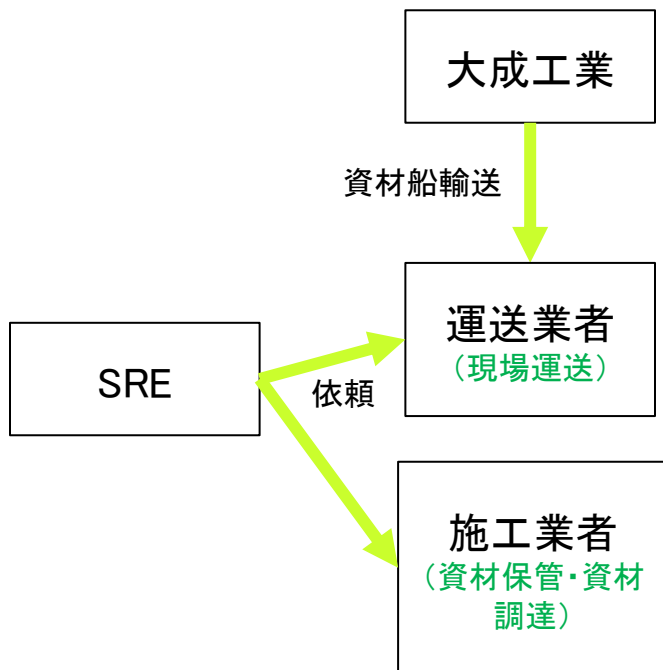 大成工業
資材船輸送
運送業者
（現場運送）
SRE
依頼
施工業者
（資材保管・資材
調達）